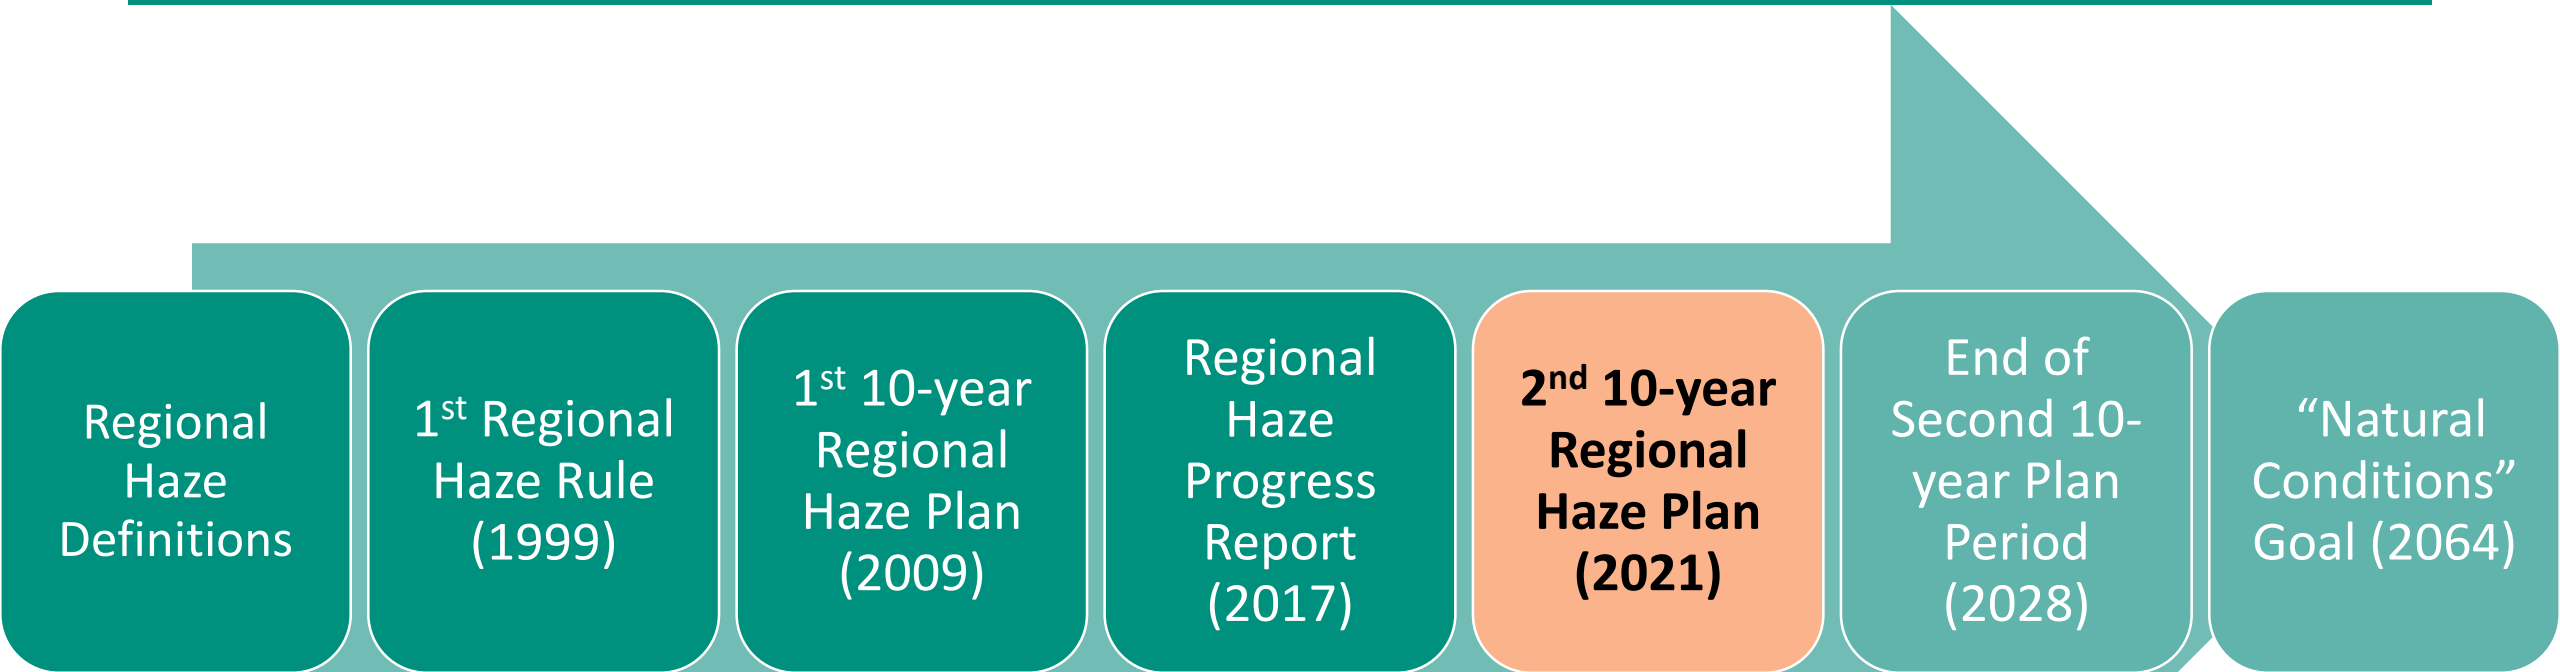 Regional
Haze
Definitions
1st Regional
Haze Rule
(1999)
1st 10-year
Regional
Haze Plan
(2009)
Regional
Haze
Progress
Report
(2017)
2nd 10-year
Regional
Haze Plan
(2021)
End of
Second 10-
year Plan
Period
(2028)
“Natural
Conditions”
Goal (2064)